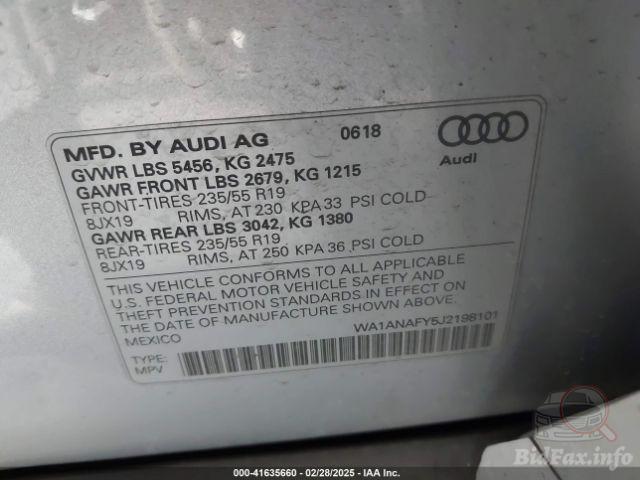 MFD. BY AUDI AG 0618
GVWR LBS 5456, KG 2475
GAWR FRONT LBS 2679, KG 1215
FRONT-TIRES 235/55 R19
8JX19 RIMS, AT 230 KPA 33 PSI COLD
GAWR REAR LBS 3042, KG 1380
REAR-TIRES 235/55 R19
8JX19 RIMS, AT 250 KPA 36 PSI COLD
Audi
THIS VEHICLE CONFORMS TO ALL APPLICABLE
U.S. FEDERAL MOTOR VEHICLE SAFETY AND
THEFT PREVENTION STANDARDS IN EFFECT ON
THE DATE OF MANUFACTURE SHOWN ABOVE.
MEXICO WA1ANAFY5J2198101
TYPE:
MPV
000-41635660 - 02/28/2025 - IAA Inc.
BidFax.info